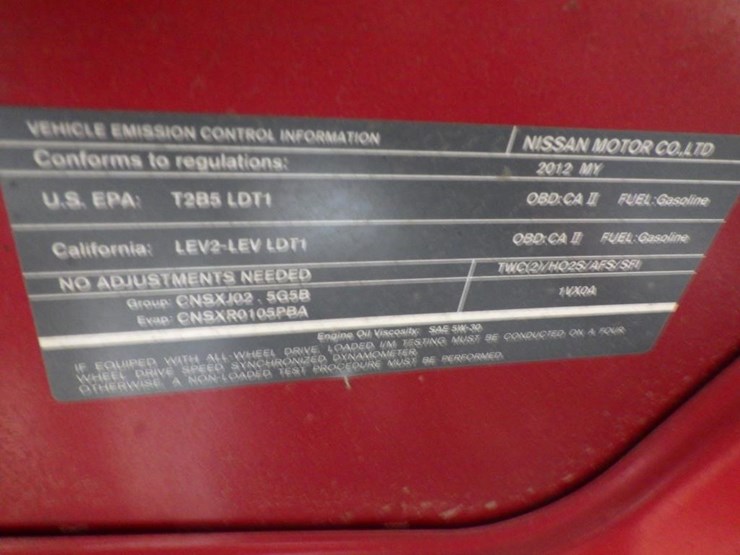 VEHICLE EMISSION CONTROL INFORMATION
NISSAN MOTOR CO.,LTD
Conforms to regulations:
2012 MY
U.S. EPA: T2B5 LDT1
OBD:CA II FUEL:Gasoline
California: LEV2-LEV LDT1
OBD:CA II FUEL:Gasoline
NO ADJUSTMENTS NEEDED
TWC(2)/HO2S/AFS/SFI
Group: CNSXJ02.5G5B
1VX0A
Evap: CNSXR0105PBA
Engine Oil Viscosity: SAE 5W-30
IF EQUIPED WITH ALL-WHEEL DRIVE, LOADED I/M TESTING MUST BE CONDUCTED ON A FOUR
WHEEL DRIVE SPEED SYNCHRONIZED DYNAMOMETER.
OTHERWISE, A NON-LOADED TEST PROCEDURE MUST BE PERFORMED.